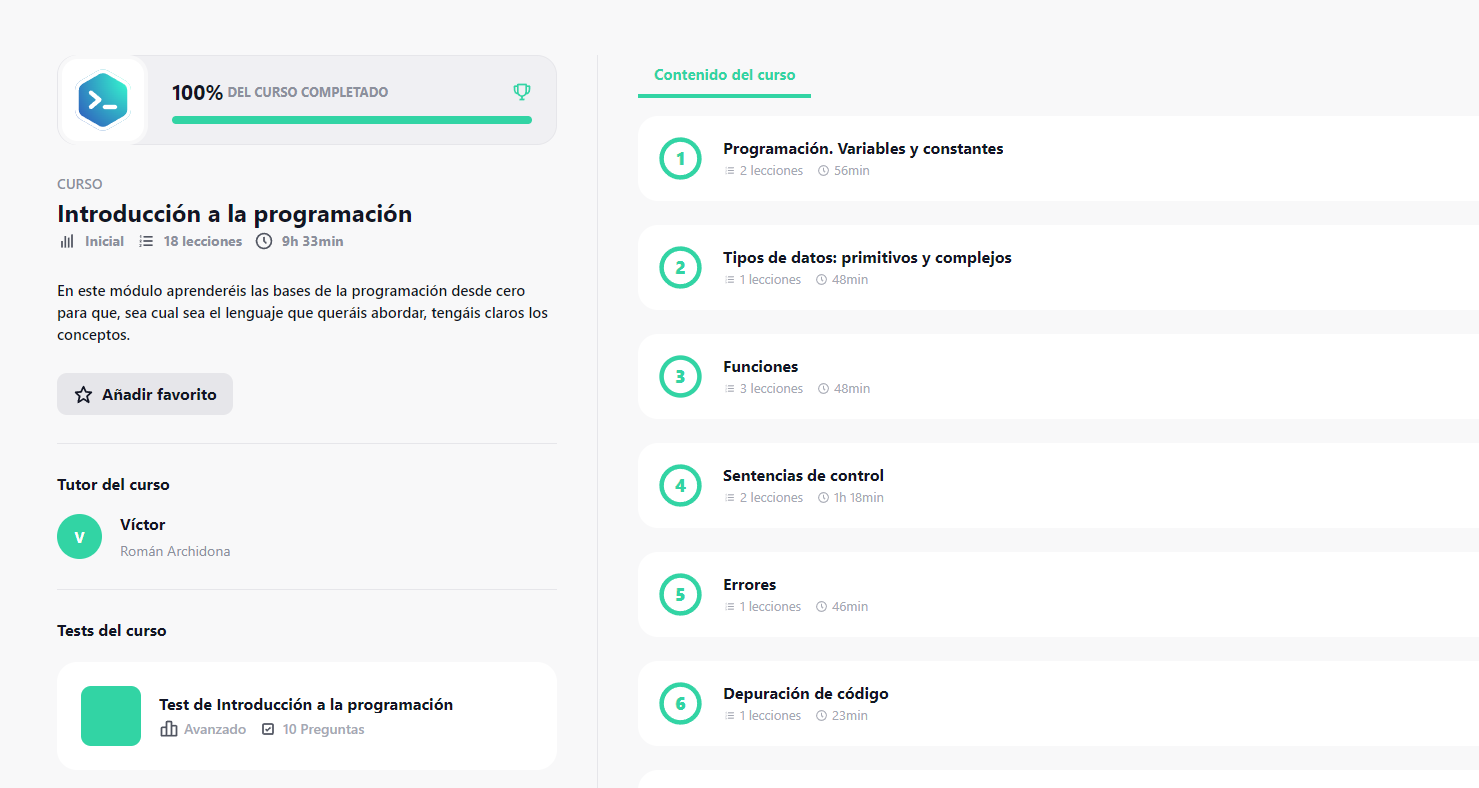 100% DEL CURSO COMPLETADO
CURSO
Introducción a la programación
Inicial 18 lecciones 9h 33min
En este módulo aprenderéis las bases de la programación desde cero
para que, sea cual sea el lenguaje que queráis abordar, tengáis claros los
conceptos.
Añadir favorito
Tutor del curso
V
Víctor
Román Archidona
Tests del curso
Test de Introducción a la programación
Avanzado 10 Preguntas
Contenido del curso
1
Programación. Variables y constantes
2 lecciones 56min
2
Tipos de datos: primitivos y complejos
1 lecciones 48min
3
Funciones
3 lecciones 48min
4
Sentencias de control
2 lecciones 1h 18min
5
Errores
1 lecciones 46min
6
Depuración de código
1 lecciones 23min